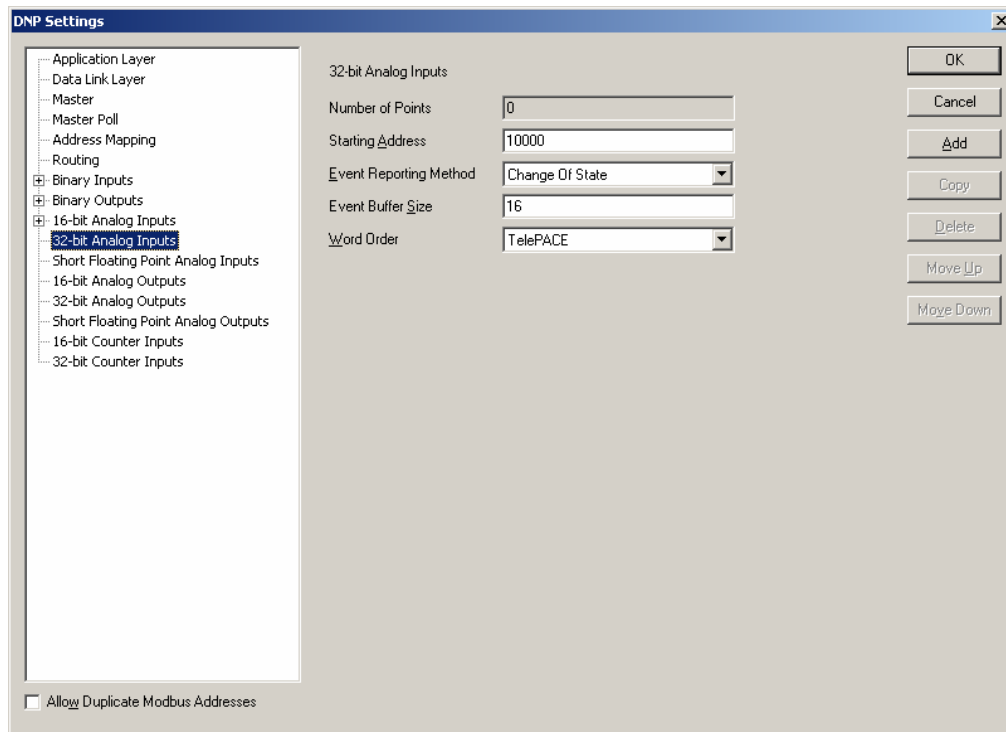 DNP Settings
Application Layer
Data Link Layer
Master
Master Poll
Address Mapping
Routing
Binary Inputs
Binary Outputs
16-bit Analog Inputs
32-bit Analog Inputs
Short Floating Point Analog Inputs
16-bit Analog Outputs
32-bit Analog Outputs
Short Floating Point Analog Outputs
16-bit Counter Inputs
32-bit Counter Inputs
Allow Duplicate Modbus Addresses
32-bit Analog Inputs
Number of Points 0
Starting Address 10000
Event Reporting Method Change Of State
Event Buffer Size 16
Word Order TelePACE
OK
Cancel
Add
Copy
Delete
Move Up
Move Down